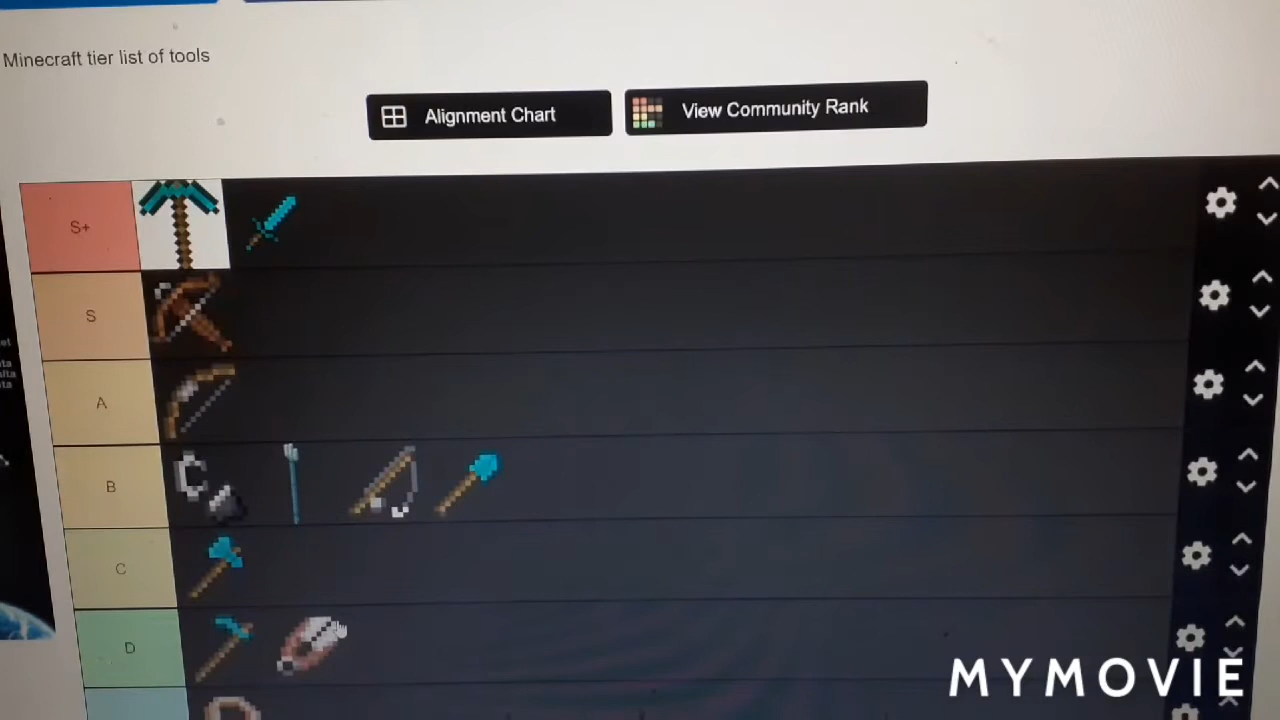 Minecraft tier list of tools
Alignment Chart
View Community Rank
S+
S
A
B
C
D
MYMOVIE